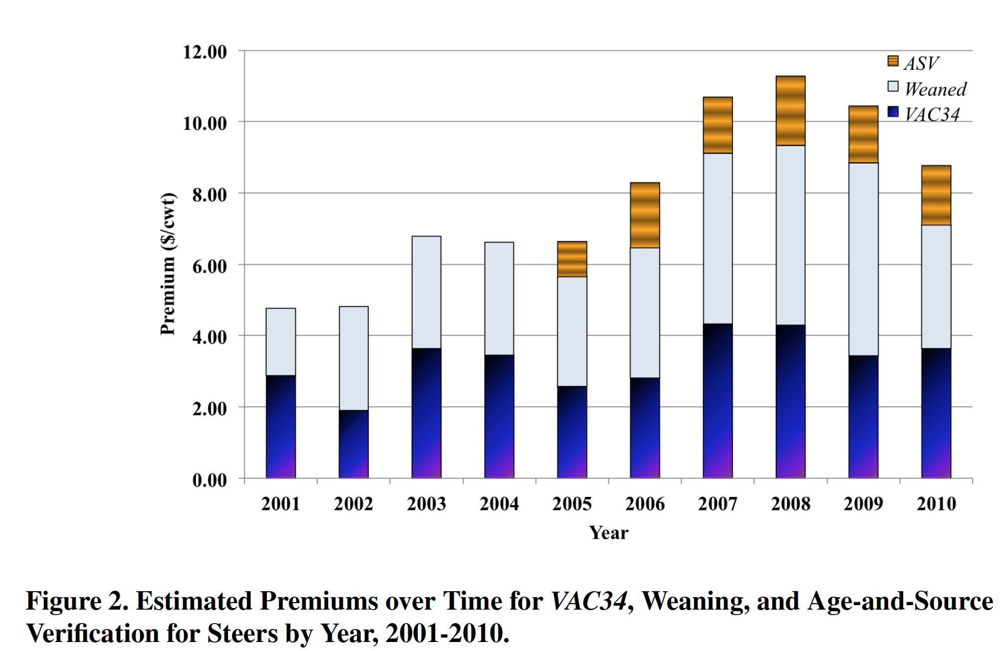 12.00
10.00
8.00
6.00
4.00
2.00
0.00
Premium ($/cwt)
ASV
Weaned
VAC34
2001 2002 2003 2004 2005 2006 2007 2008 2009 2010
Year
Figure 2. Estimated Premiums over Time for VAC34, Weaning, and Age-and-Source
Verification for Steers by Year, 2001-2010.